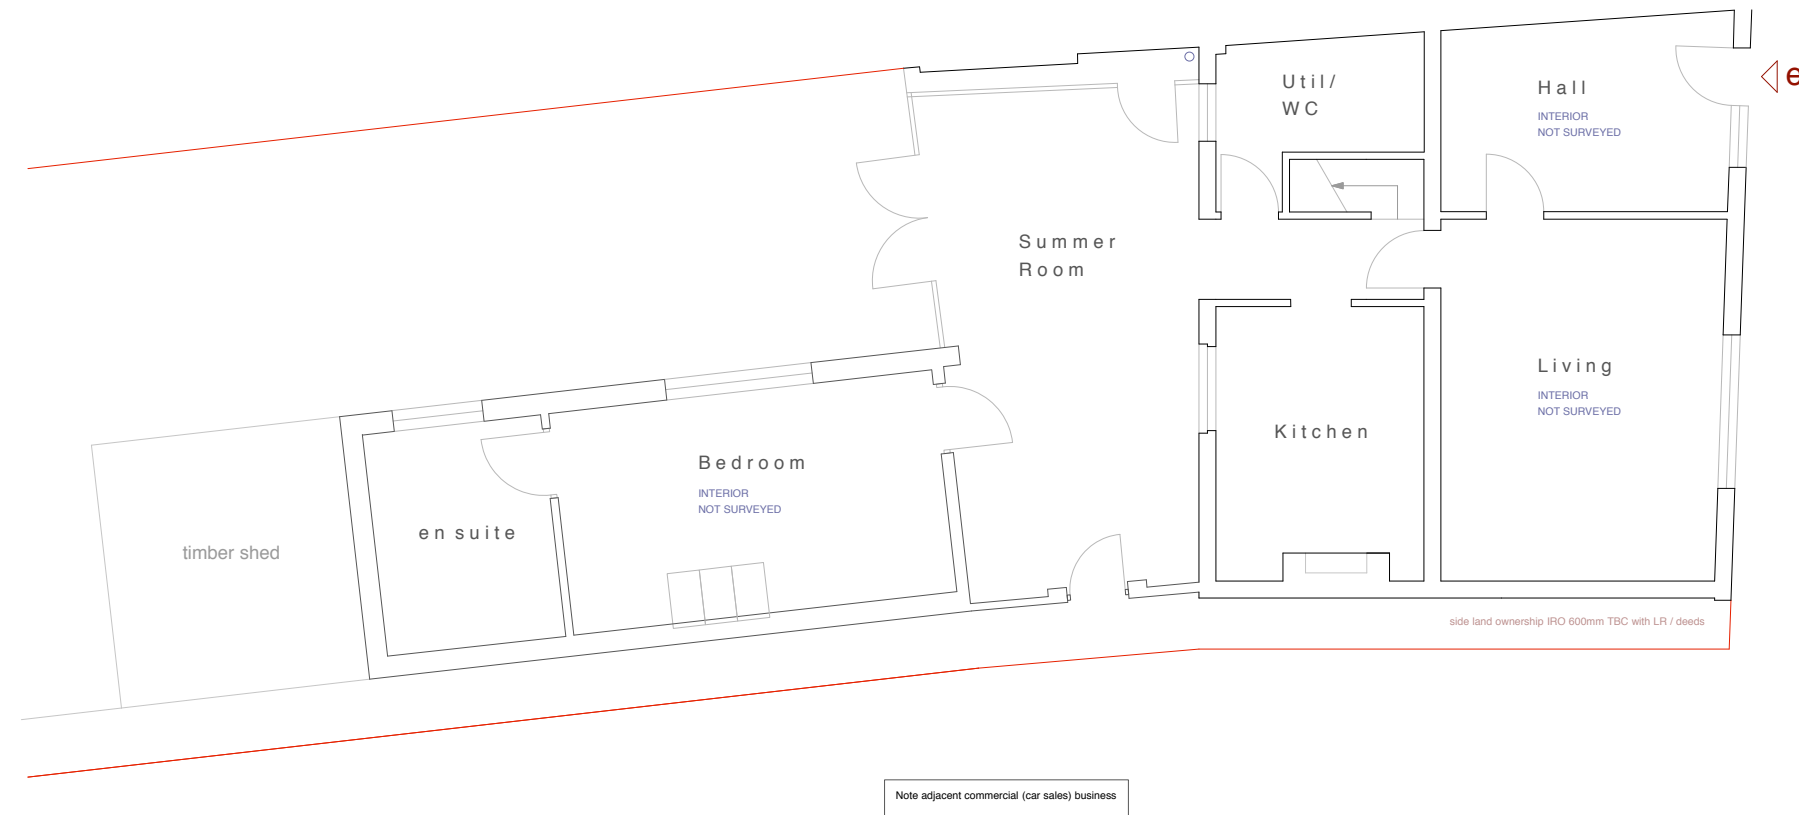 Util/
WC
Hall
INTERIOR
NOT SURVEYED
e
Summer
Room
Living
INTERIOR
NOT SURVEYED
Kitchen
Bedroom
INTERIOR
NOT SURVEYED
en suite
timber shed
side land ownership IRO 600mm TBC with LR / deeds
Note adjacent commercial (car sales) business